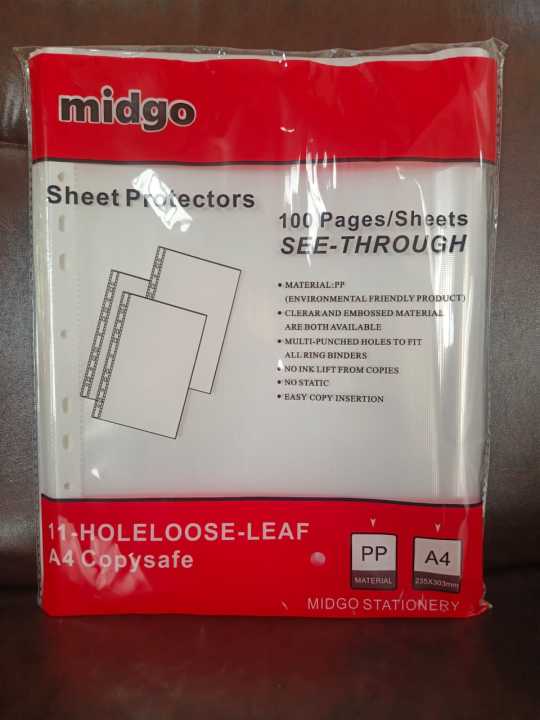 midgo
Sheet Protectors
100 Pages/Sheets
SEE-THROUGH
• MATERIAL:PP
(ENVIRONMENTAL FRIENDLY PRODUCT)
• CLERAR AND EMBOSSED MATERIAL
ARE BOTH AVAILABLE
• MULTI-PUNCHED HOLES TO FIT
ALL RING BINDERS
• NO INK LIFT FROM COPIES
• NO STATIC
• EASY COPY INSERTION
11-HOLELOOSE-LEAF
A4 Copysafe
PP
MATERIAL
A4
235X303mm
MIDGO STATIONERY